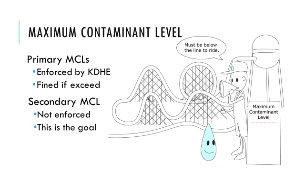 MAXIMUM CONTAMINANT LEVEL
Must be below
the line to ride.
Primary MCLs
▪Enforced by KDHE
▪Fined if exceed
Secondary MCL
▪Not enforced
▪This is the goal
Maximum
Contaminant
Level